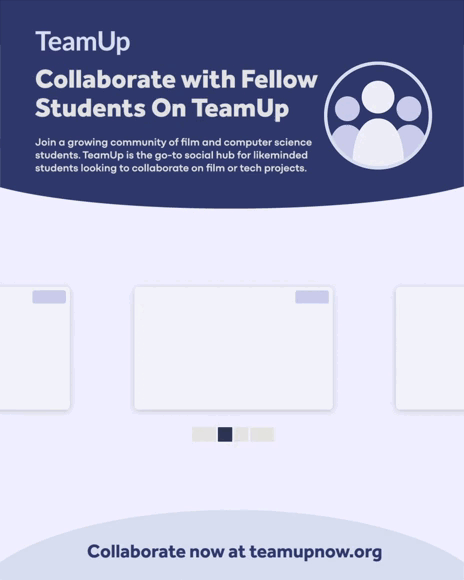 TeamUp
Collaborate with Fellow
Students On TeamUp
Join a growing community of film and computer science
students. TeamUp is the go-to social hub for likeminded
students looking to collaborate on film or tech projects.
Collaborate now at teamupnow.org